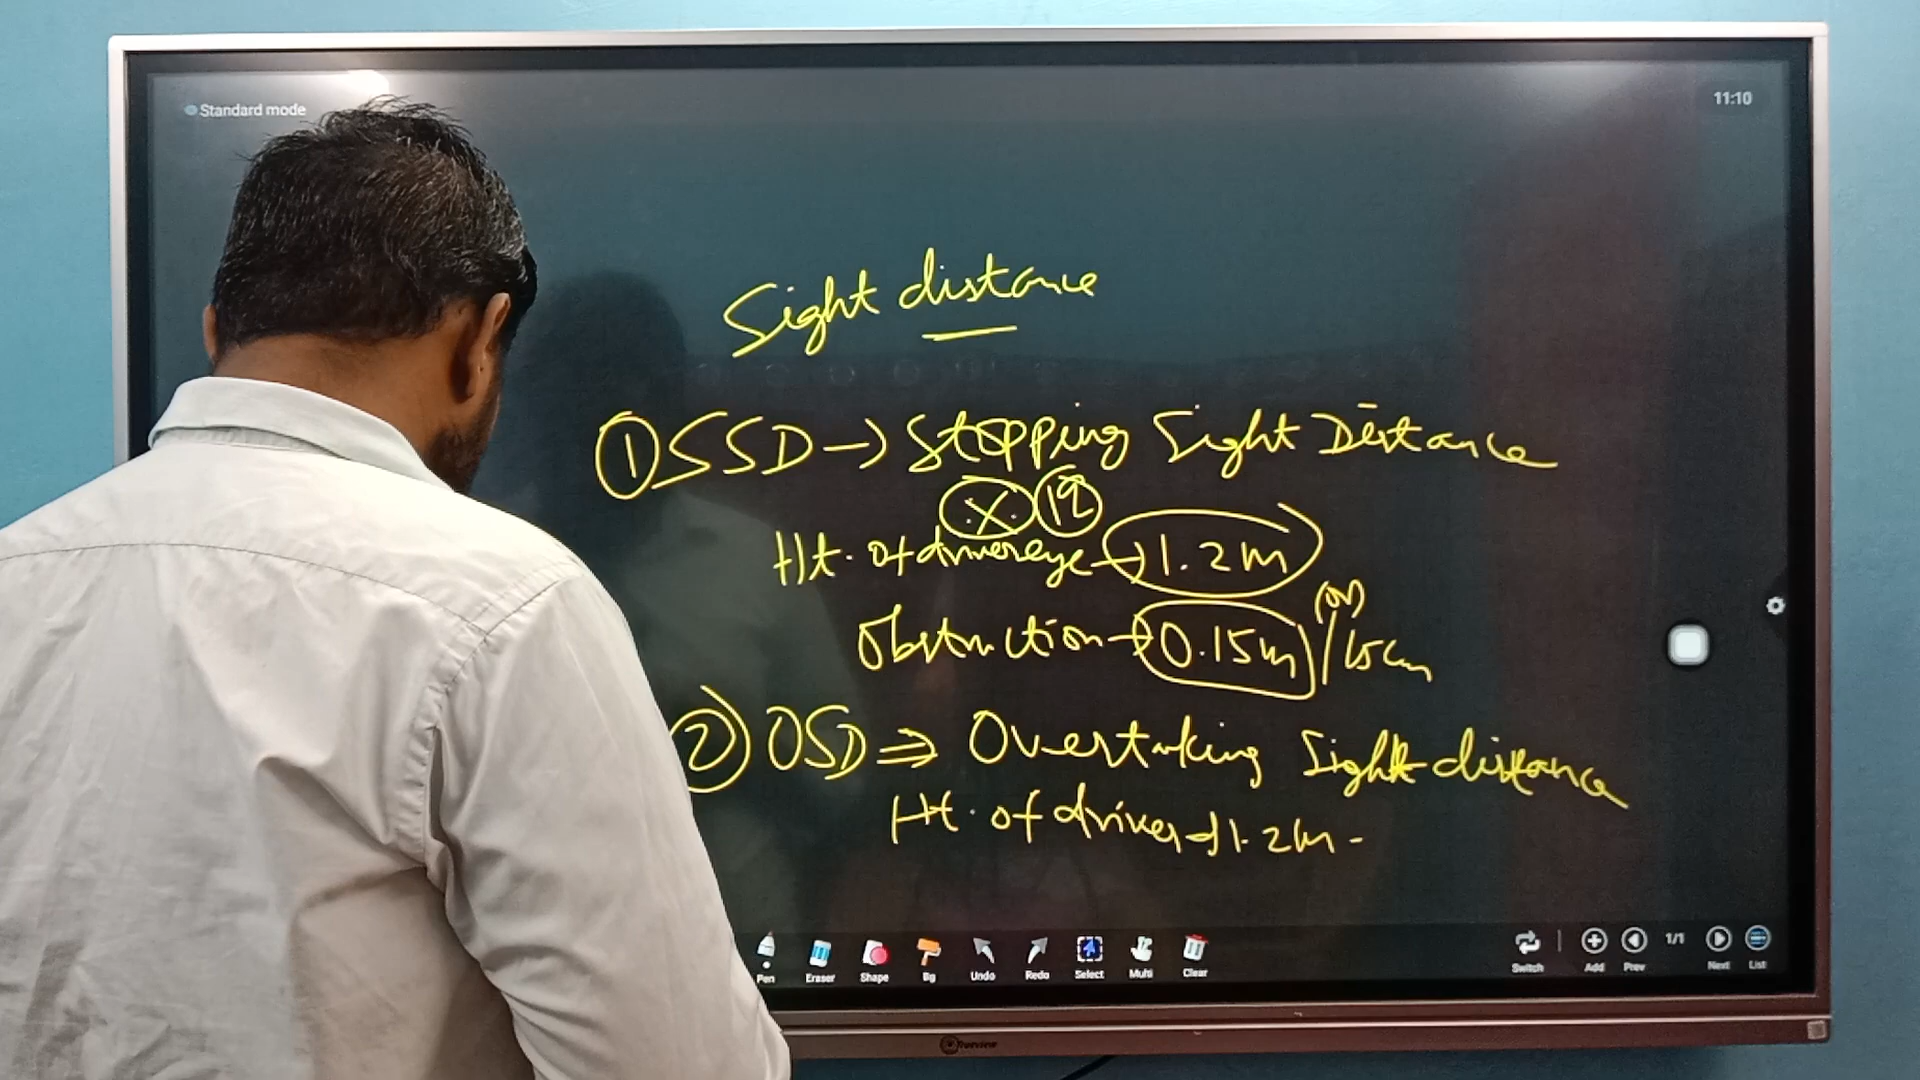 Standard mode
11:10
Sight distance
① SSD → Stopping Sight Distance
X 12
Ht. of driver eye → 1.2m
(or)
Obstruction → 0.15m / 15cm
② OSD ⇒ Overtaking Sight distance
Ht. of driver → 1.2m -
Pen Eraser Shape Bg Undo Redo Select Multi Clear Switch Add Prev 1/1 Next List